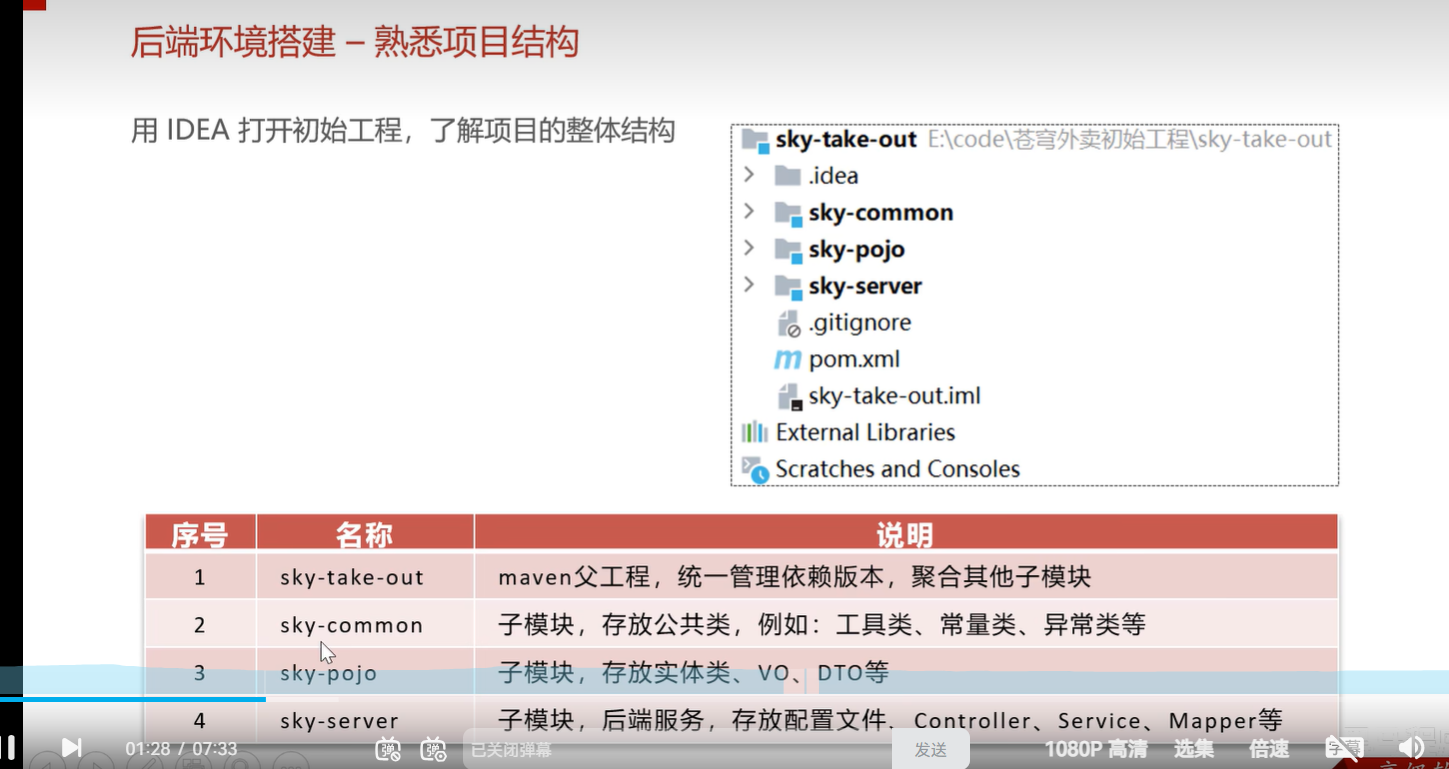 后端环境搭建 – 熟悉项目结构
用 IDEA 打开初始工程，了解项目的整体结构
sky-take-out E:\code\苍穹外卖初始工程\sky-take-out
.idea
sky-common
sky-pojo
sky-server
.gitignore
pom.xml
sky-take-out.iml
External Libraries
Scratches and Consoles
序号 名称 说明
1 sky-take-out maven父工程，统一管理依赖版本，聚合其他子模块
2 sky-common 子模块，存放公共类，例如：工具类、常量类、异常类等
3 sky-pojo 子模块，存放实体类、VO、DTO等
4 sky-server 子模块，后端服务，存放配置文件、Controller、Service、Mapper等
01:28 / 07:33 弹 弹 已关闭弹幕 发送 1080P 高清 选集 倍速 字幕